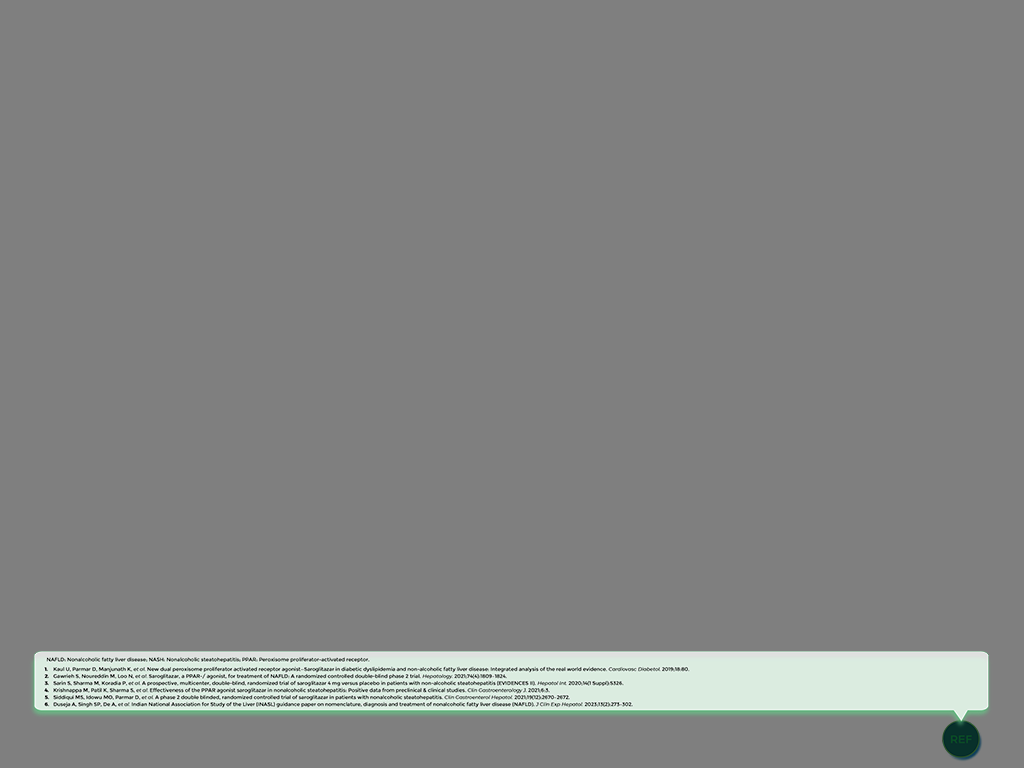 NAFLD: Nonalcoholic fatty liver disease; NASH: Nonalcoholic steatohepatitis; PPAR: Peroxisome proliferator-activated receptor.
1. Kaul U, Parmar D, Manjunath K, et al. New dual peroxisome proliferator activated receptor agonist—Saroglitazar in diabetic dyslipidemia and non-alcoholic fatty liver disease: Integrated analysis of the real world evidence. Cardiovasc Diabetol. 2019;18:80.
2. Gawrieh S, Noureddin M, Loo N, et al. Saroglitazar, a PPAR-/ agonist, for treatment of NAFLD: A randomized controlled double-blind phase 2 trial. Hepatology. 2021;74(4):1809–1824.
3. Sarin S, Sharma M, Koradia P, et al. A prospective, multicenter, double-blind, randomized trial of saroglitazar 4 mg versus placebo in patients with non-alcoholic steatohepatitis (EVIDENCES II). Hepatol Int. 2020;14(1 Suppl):S326.
4. Krishnappa M, Patil K, Sharma S, et al. Effectiveness of the PPAR agonist saroglitazar in nonalcoholic steatohepatitis: Positive data from preclinical & clinical studies. Clin Gastroenterology J. 2021;6:3.
5. Siddiqui MS, Idowu MO, Parmar D, et al. A phase 2 double blinded, randomized controlled trial of saroglitazar in patients with nonalcoholic steatohepatitis. Clin Gastroenterol Hepatol. 2021;19(12):2670–2672.
6. Duseja A, Singh SP, De A, et al. Indian National Association for Study of the Liver (INASL) guidance paper on nomenclature, diagnosis and treatment of nonalcoholic fatty liver disease (NAFLD). J Clin Exp Hepatol. 2023;13(2):273–302.
REF